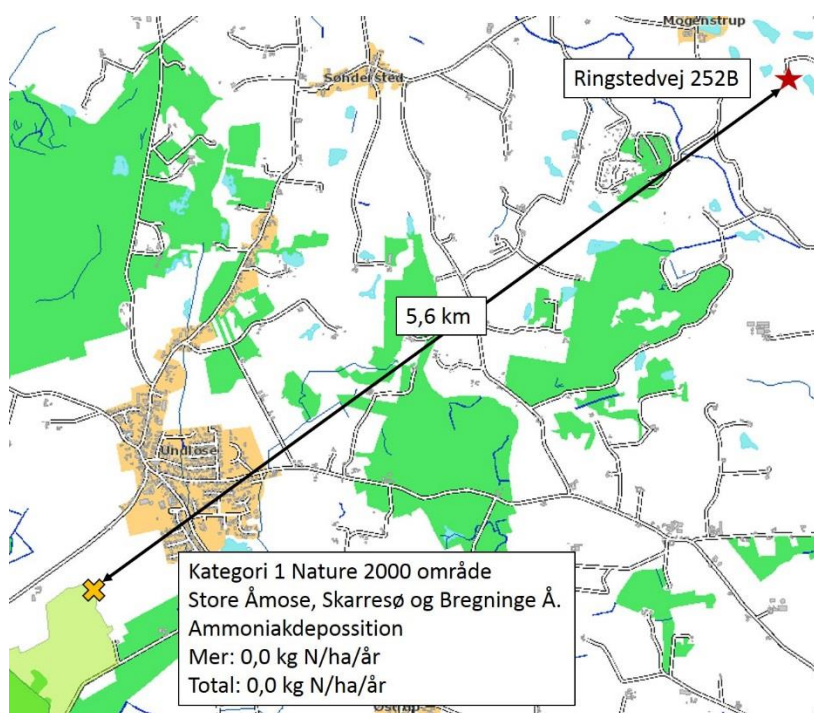 Mogenstrup
Søndersted
Ringstedvej 252B
5,6 km
Undløse
Kategori 1 Nature 2000 område
Store Åmose, Skarresø og Bregninge Å.
Ammoniakdepossition
Mer: 0,0 kg N/ha/år
Total: 0,0 kg N/ha/år